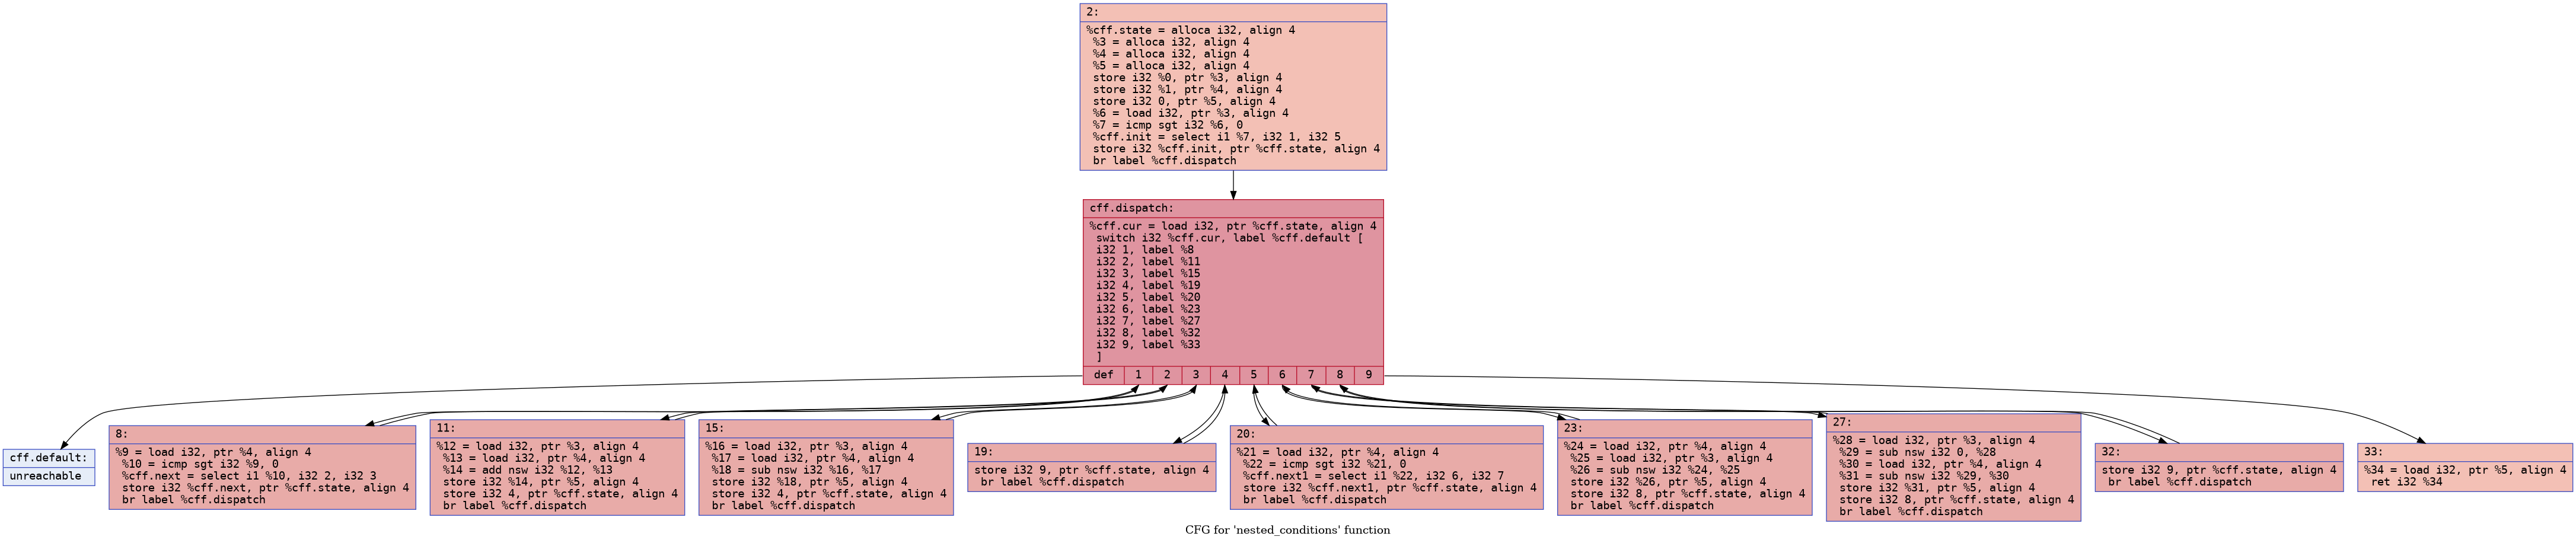 2:
%cff.state = alloca i32, align 4
%3 = alloca i32, align 4
%4 = alloca i32, align 4
%5 = alloca i32, align 4
store i32 %0, ptr %3, align 4
store i32 %1, ptr %4, align 4
store i32 0, ptr %5, align 4
%6 = load i32, ptr %3, align 4
%7 = icmp sgt i32 %6, 0
%cff.init = select i1 %7, i32 1, i32 5
store i32 %cff.init, ptr %cff.state, align 4
br label %cff.dispatch
cff.dispatch:
%cff.cur = load i32, ptr %cff.state, align 4
switch i32 %cff.cur, label %cff.default [
i32 1, label %8
i32 2, label %11
i32 3, label %15
i32 4, label %19
i32 5, label %20
i32 6, label %23
i32 7, label %27
i32 8, label %32
i32 9, label %33
]
def 1 2 3 4 5 6 7 8 9
cff.default:
unreachable
8:
%9 = load i32, ptr %4, align 4
%10 = icmp sgt i32 %9, 0
%cff.next = select i1 %10, i32 2, i32 3
store i32 %cff.next, ptr %cff.state, align 4
br label %cff.dispatch
11:
%12 = load i32, ptr %3, align 4
%13 = load i32, ptr %4, align 4
%14 = add nsw i32 %12, %13
store i32 %14, ptr %5, align 4
store i32 4, ptr %cff.state, align 4
br label %cff.dispatch
15:
%16 = load i32, ptr %3, align 4
%17 = load i32, ptr %4, align 4
%18 = sub nsw i32 %16, %17
store i32 %18, ptr %5, align 4
store i32 4, ptr %cff.state, align 4
br label %cff.dispatch
19:
store i32 9, ptr %cff.state, align 4
br label %cff.dispatch
20:
%21 = load i32, ptr %4, align 4
%22 = icmp sgt i32 %21, 0
%cff.next1 = select i1 %22, i32 6, i32 7
store i32 %cff.next1, ptr %cff.state, align 4
br label %cff.dispatch
23:
%24 = load i32, ptr %4, align 4
%25 = load i32, ptr %3, align 4
%26 = sub nsw i32 %24, %25
store i32 %26, ptr %5, align 4
store i32 8, ptr %cff.state, align 4
br label %cff.dispatch
27:
%28 = load i32, ptr %3, align 4
%29 = sub nsw i32 0, %28
%30 = load i32, ptr %4, align 4
%31 = sub nsw i32 %29, %30
store i32 %31, ptr %5, align 4
store i32 8, ptr %cff.state, align 4
br label %cff.dispatch
32:
store i32 9, ptr %cff.state, align 4
br label %cff.dispatch
33:
%34 = load i32, ptr %5, align 4
ret i32 %34
CFG for 'nested_conditions' function